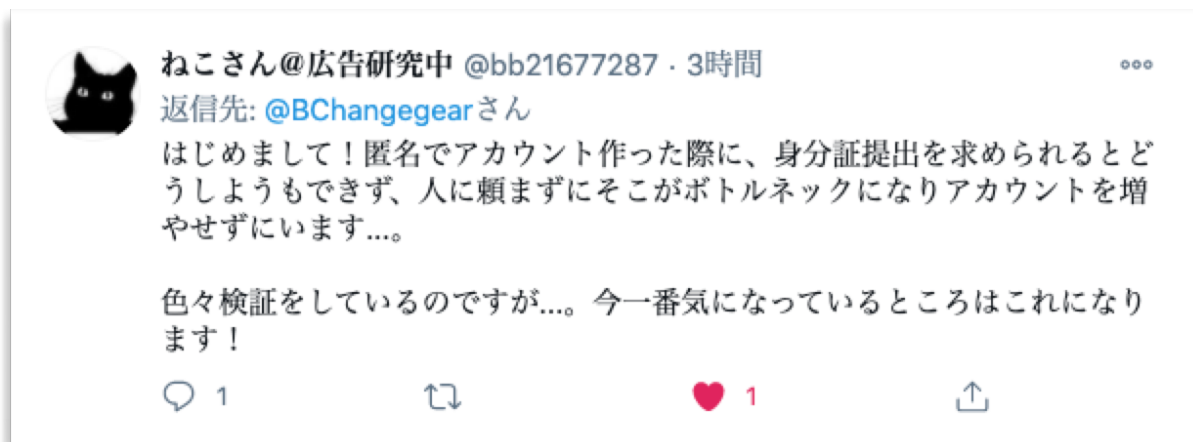 ねこさん@広告研究中 @bb21677287 · 3時間
返信先: @BChangegearさん
はじめまして！匿名でアカウント作った際に、身分証提出を求められるとど
うしようもできず、人に頼まずにそこがボトルネックになりアカウントを増
やせずにいます...。
色々検証をしているのですが...。今一番気になっているところはこれになり
ます！
1 1